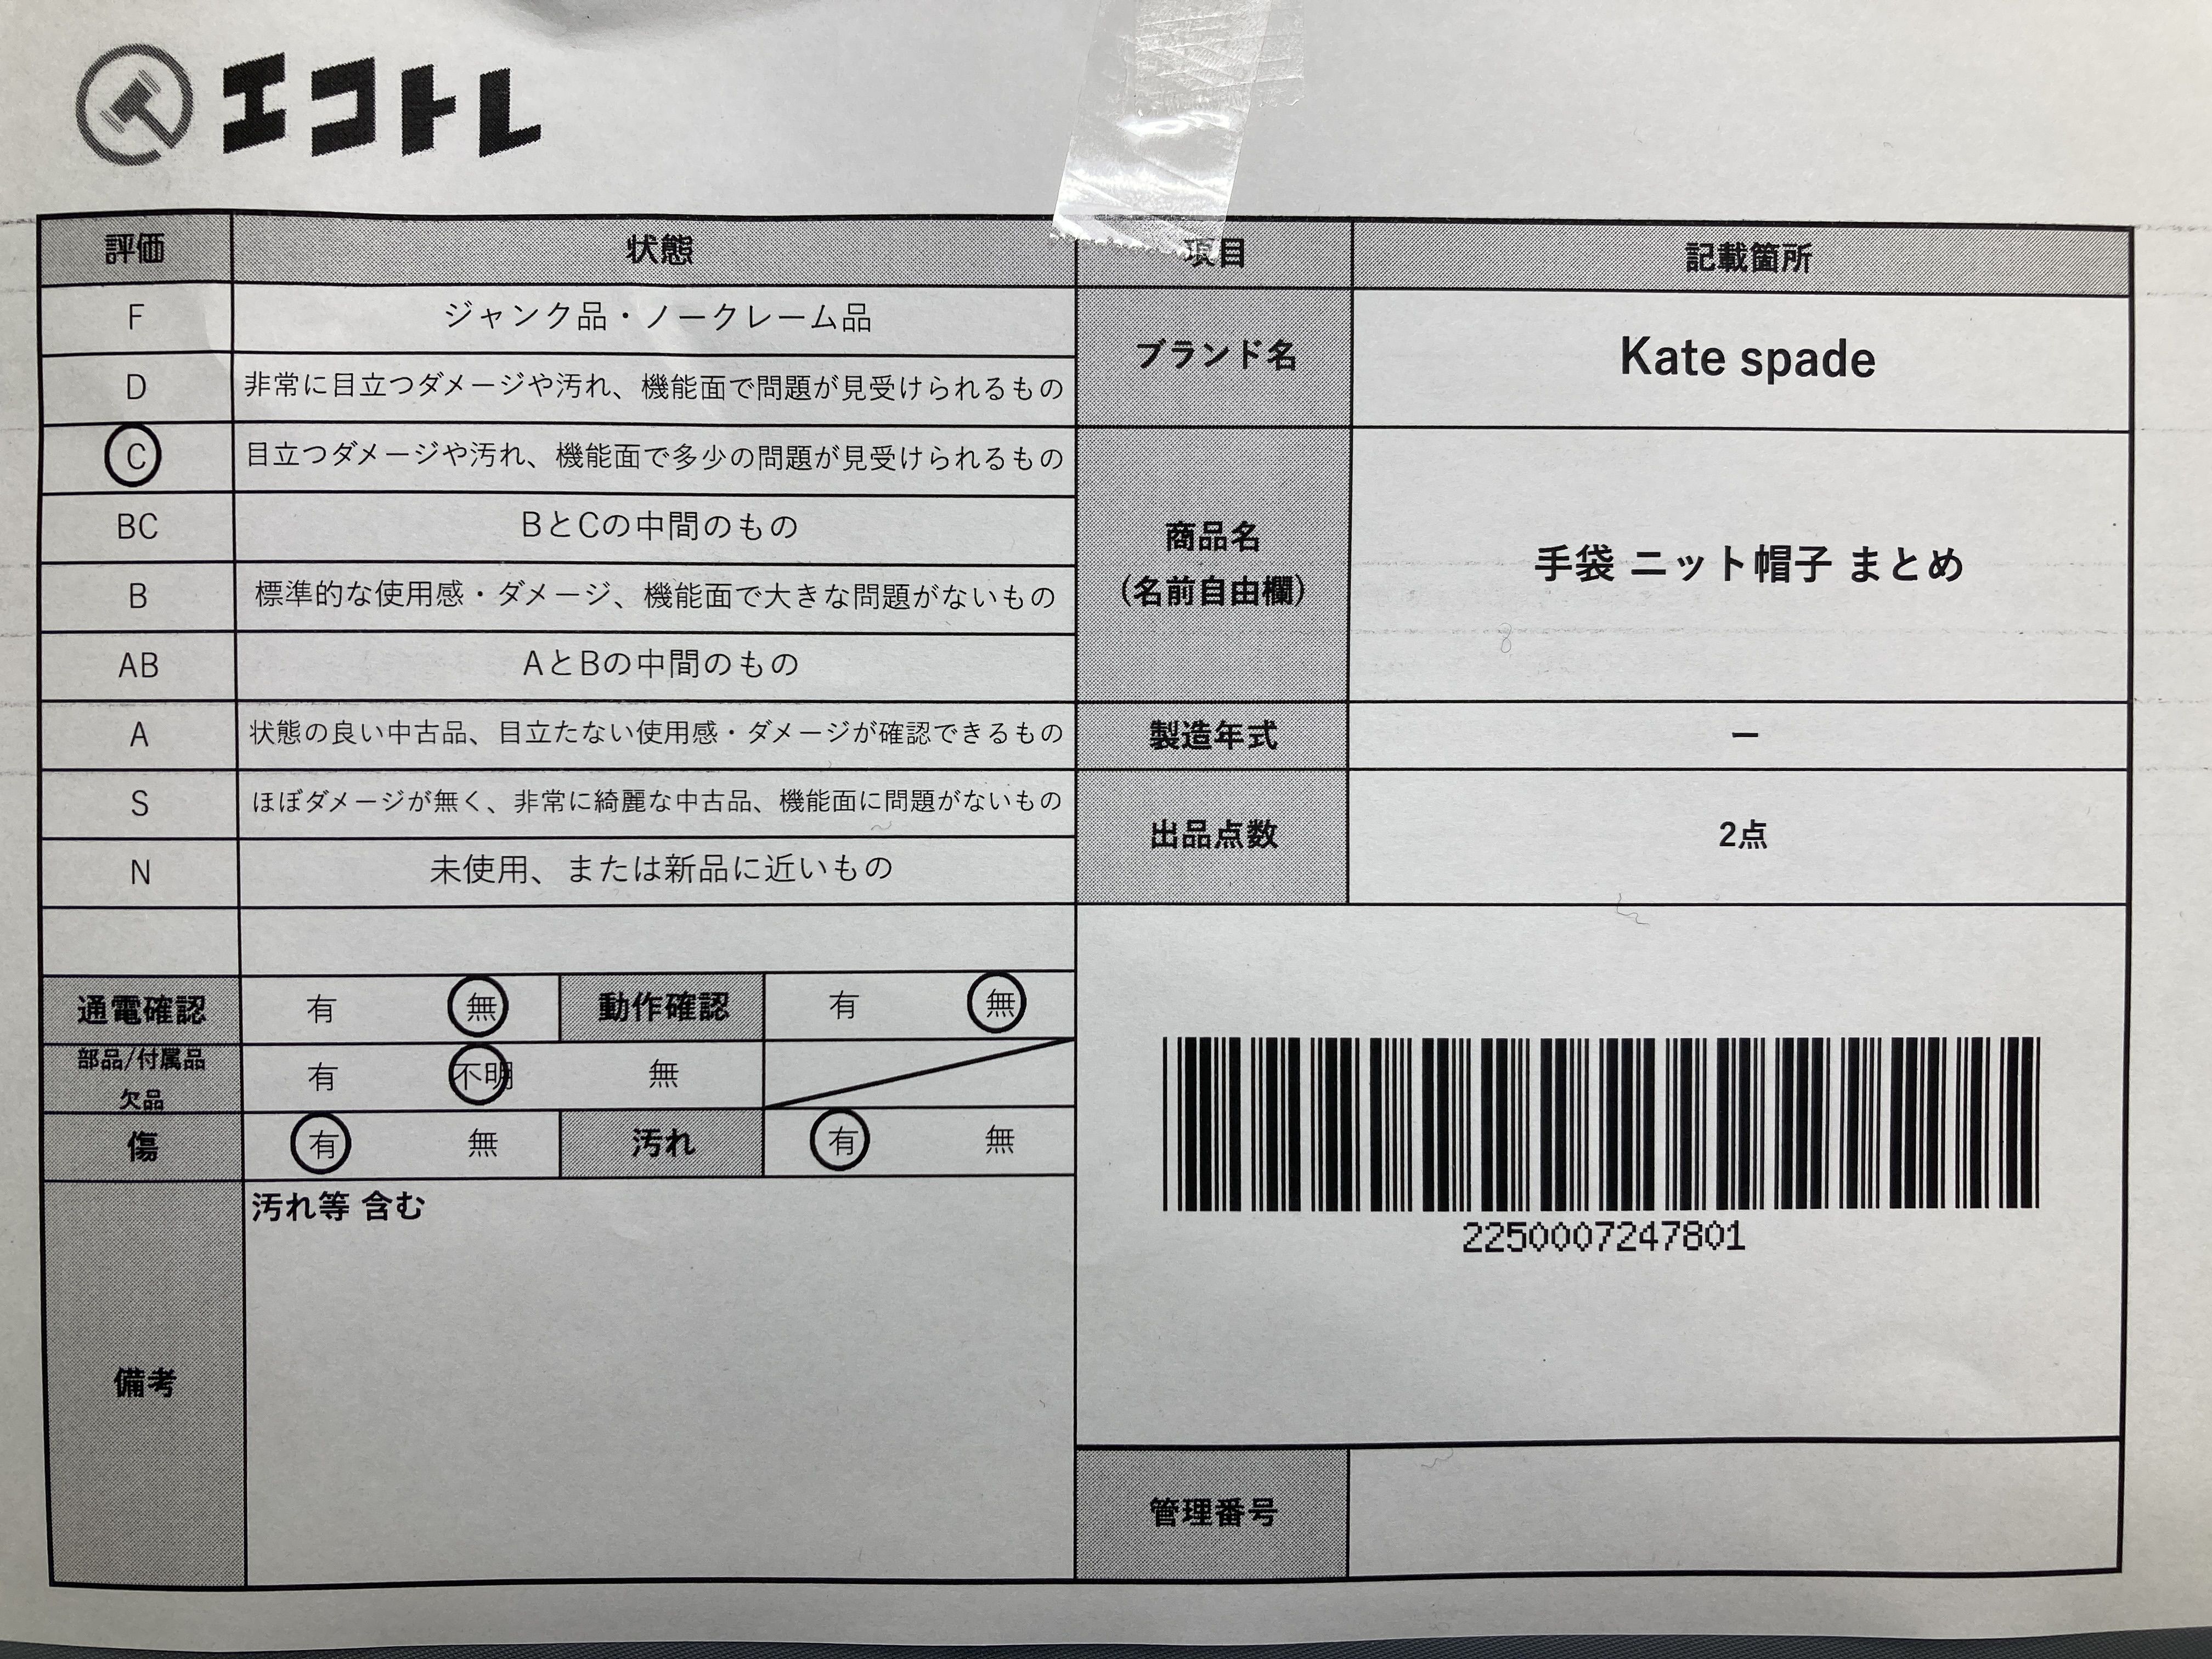 エコトレ
評価 状態
F ジャンク品・ノークレーム品
D 非常に目立つダメージや汚れ、機能面で問題が見受けられるもの
C 目立つダメージや汚れ、機能面で多少の問題が見受けられるもの
BC BとCの中間のもの
B 標準的な使用感・ダメージ、機能面で大きな問題がないもの
AB AとBの中間のもの
A 状態の良い中古品、目立たない使用感・ダメージが確認できるもの
S ほぼダメージが無く、非常に綺麗な中古品、機能面に問題がないもの
N 未使用、または新品に近いもの
通電確認 有 無 動作確認 有 無
部品/付属品
欠品 有 不明 無
傷 有 無 汚れ 有 無
備考 汚れ等 含む
項目 記載箇所
ブランド名 Kate spade
商品名
(名前自由欄) 手袋 ニット帽子 まとめ
製造年式 ー
出品点数 2点
2250007247801
管理番号